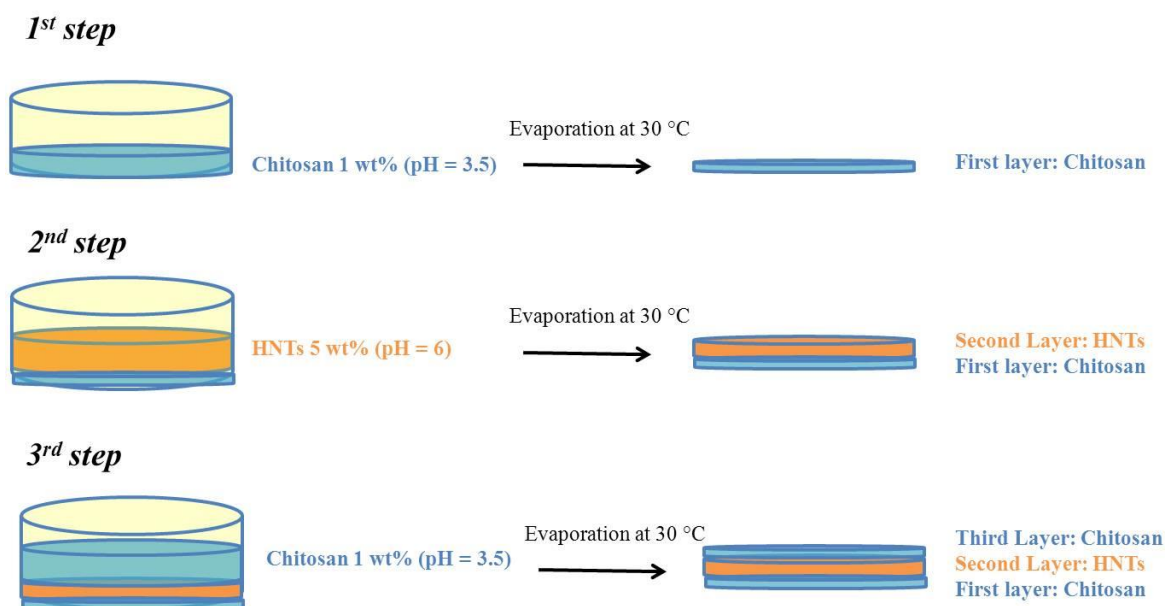 1st step
Evaporation at 30 °C
Chitosan 1 wt% (pH = 3.5)
First layer: Chitosan
2nd step
Evaporation at 30 °C
HNTs 5 wt% (pH = 6)
Second Layer: HNTs
First layer: Chitosan
3rd step
Evaporation at 30 °C
Chitosan 1 wt% (pH = 3.5)
Third Layer: Chitosan
Second Layer: HNTs
First layer: Chitosan